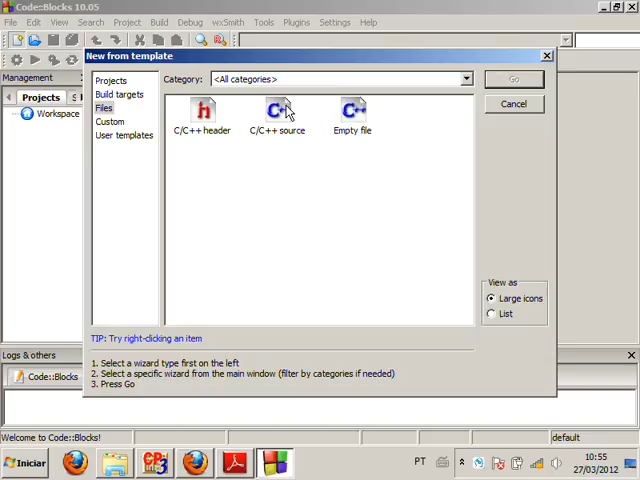 Code::Blocks 10.05
File Edit View Search Project Build Debug wxSmith Tools Plugins Settings Help
New from template
Management
Projects
Workspace
Projects
Build targets
Files
Custom
User templates
Category: <All categories>
Go
Cancel
C/C++ header
C/C++ source
Empty file
View as
Large icons
List
TIP: Try right-clicking an item
1. Select a wizard type first on the left
2. Select a specific wizard from the main window (filter by categories if needed)
3. Press Go
Logs & others
Code::Blocks
Welcome to Code::Blocks!
default
Iniciar
PT
10:55
27/03/2012